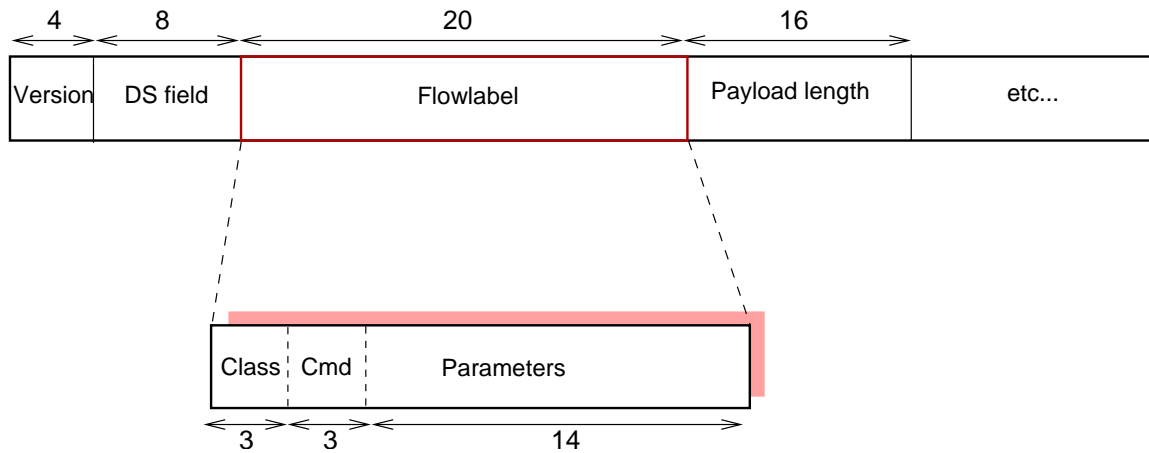 4 8 20 16
Version DS field Flowlabel Payload length etc...
Class Cmd Parameters
3 3 14